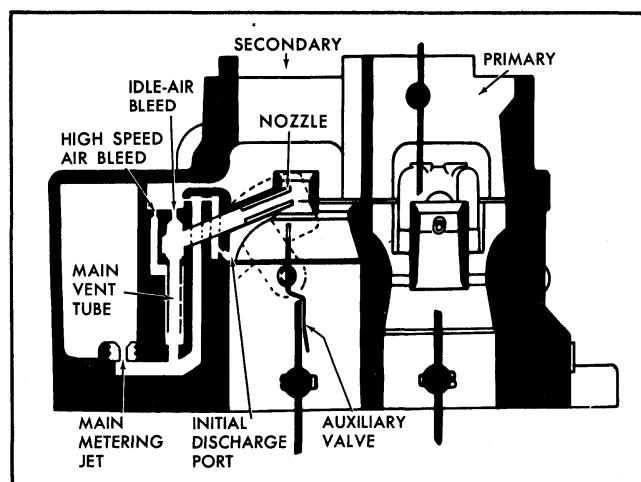 SECONDARY
PRIMARY
IDLE-AIR
BLEED
NOZZLE
HIGH SPEED
AIR BLEED
MAIN
VENT
TUBE
MAIN
METERING
JET
INITIAL
DISCHARGE
PORT
AUXILIARY
VALVE